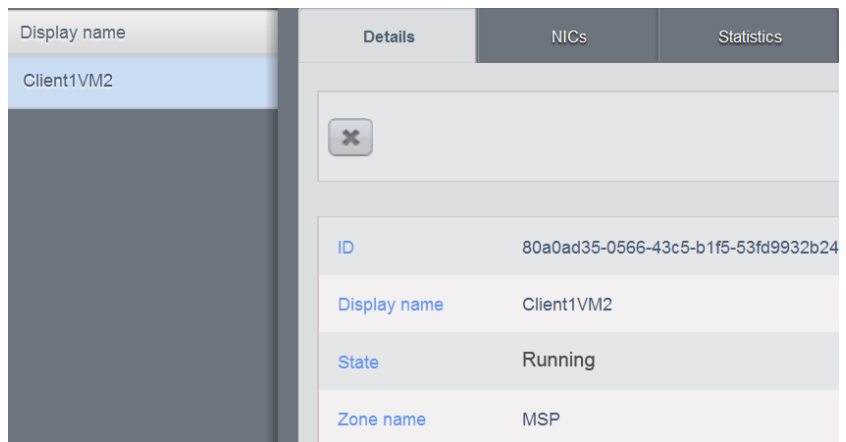 Display name
Client1VM2
Details NICs Statistics
ID 80a0ad35-0566-43c5-b1f5-53fd9932b24
Display name Client1VM2
State Running
Zone name MSP